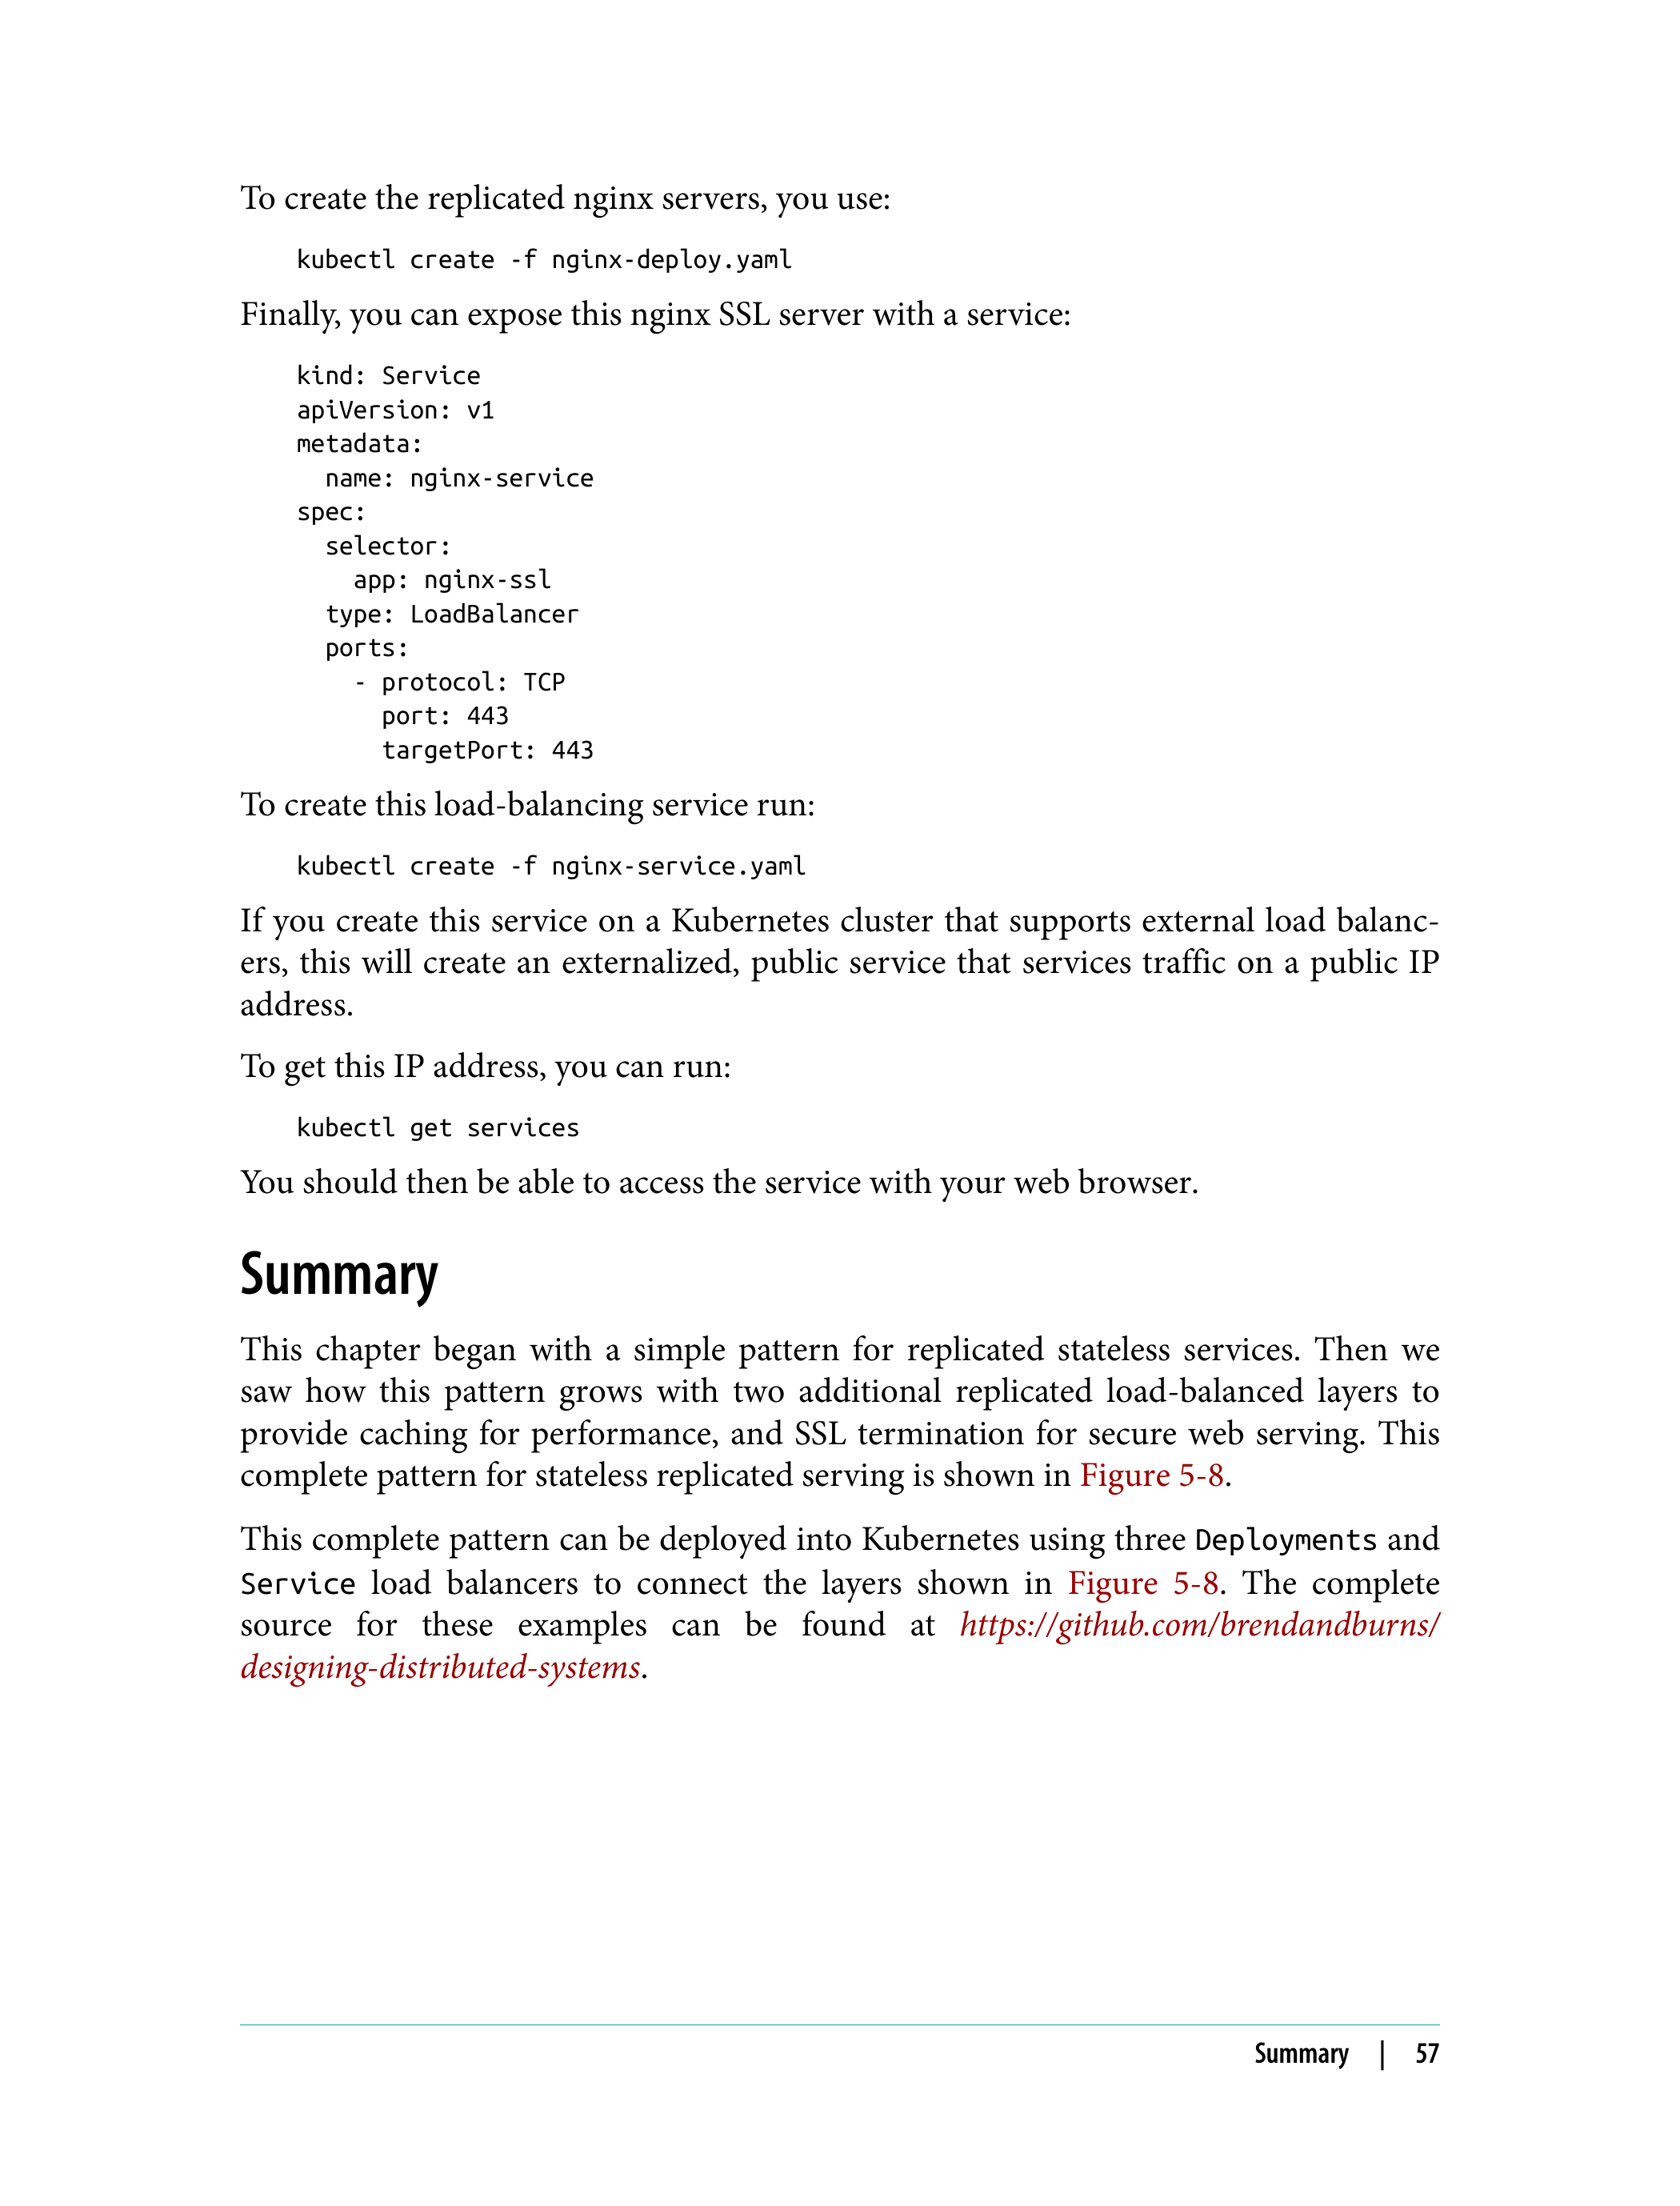 To create the replicated nginx servers, you use:
kubectl create -f nginx-deploy.yaml
Finally, you can expose this nginx SSL server with a service:
kind: Service
apiVersion: v1
metadata:
  name: nginx-service
spec:
  selector:
    app: nginx-ssl
  type: LoadBalancer
  ports:
    - protocol: TCP
      port: 443
      targetPort: 443
To create this load-balancing service run:
kubectl create -f nginx-service.yaml
If you create this service on a Kubernetes cluster that supports external load balanc-
ers, this will create an externalized, public service that services traffic on a public IP
address.
To get this IP address, you can run:
kubectl get services
You should then be able to access the service with your web browser.
Summary
This chapter began with a simple pattern for replicated stateless services. Then we
saw how this pattern grows with two additional replicated load-balanced layers to
provide caching for performance, and SSL termination for secure web serving. This
complete pattern for stateless replicated serving is shown in Figure 5-8.
This complete pattern can be deployed into Kubernetes using three Deployments and
Service load balancers to connect the layers shown in Figure 5-8. The complete
source for these examples can be found at https://github.com/brendandburns/
designing-distributed-systems.
Summary | 57